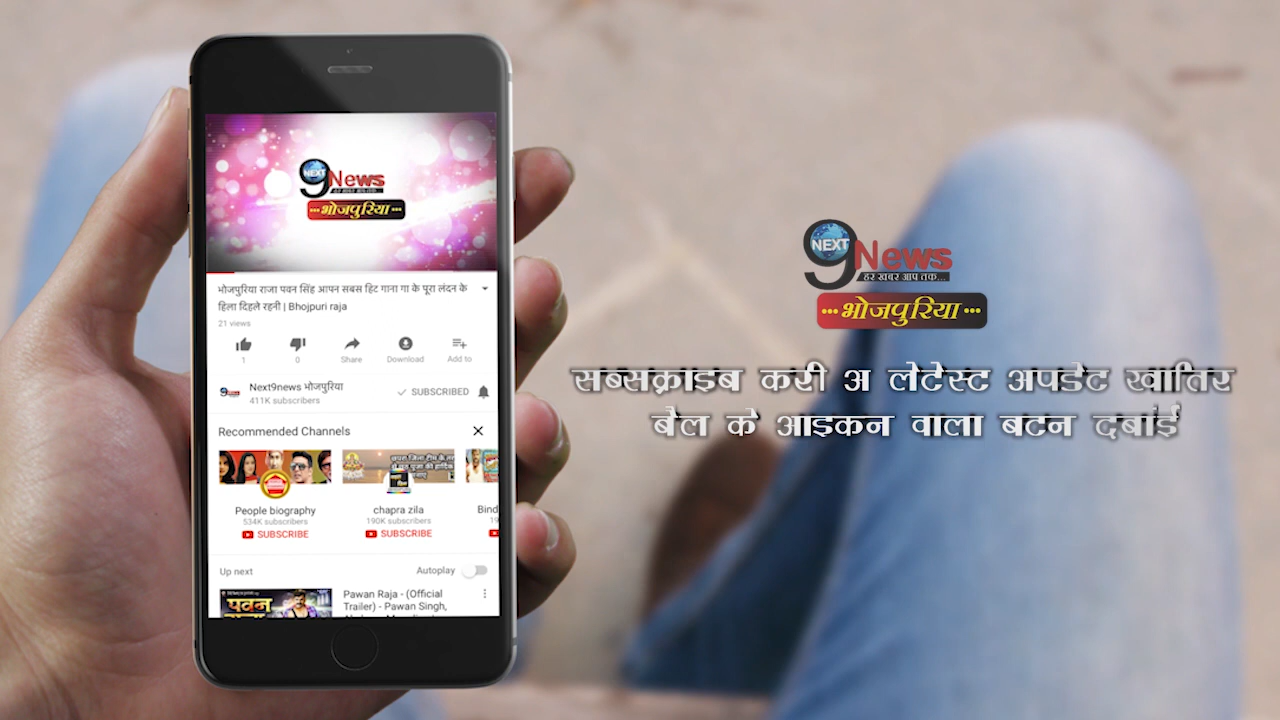 NEXT
9 News
हर खबर आप तक...
••• भोजपुरिया •••
भोजपुरिया राजा पवन सिंह आपन सबस हिट गाना गा के पूरा लंदन के
हिला दिहले रहनी | Bhojpuri raja
21 views
1
0
Share
Download
Add to
Next9news भोजपुरिया
411K subscribers
SUBSCRIBED
Recommended Channels
People biography
534K subscribers
SUBSCRIBE
chapra zila
190K subscribers
SUBSCRIBE
Bind
19
Up next
Autoplay
पवन
Pawan Raja - (Official
Trailer) - Pawan Singh,
NEXT
9 News
हर खबर आप तक...
••• भोजपुरिया •••
सब्सक्राइब करी अ लेटेस्ट अपडेट खातिर
बैल के आइकन वाला बटन दबाई